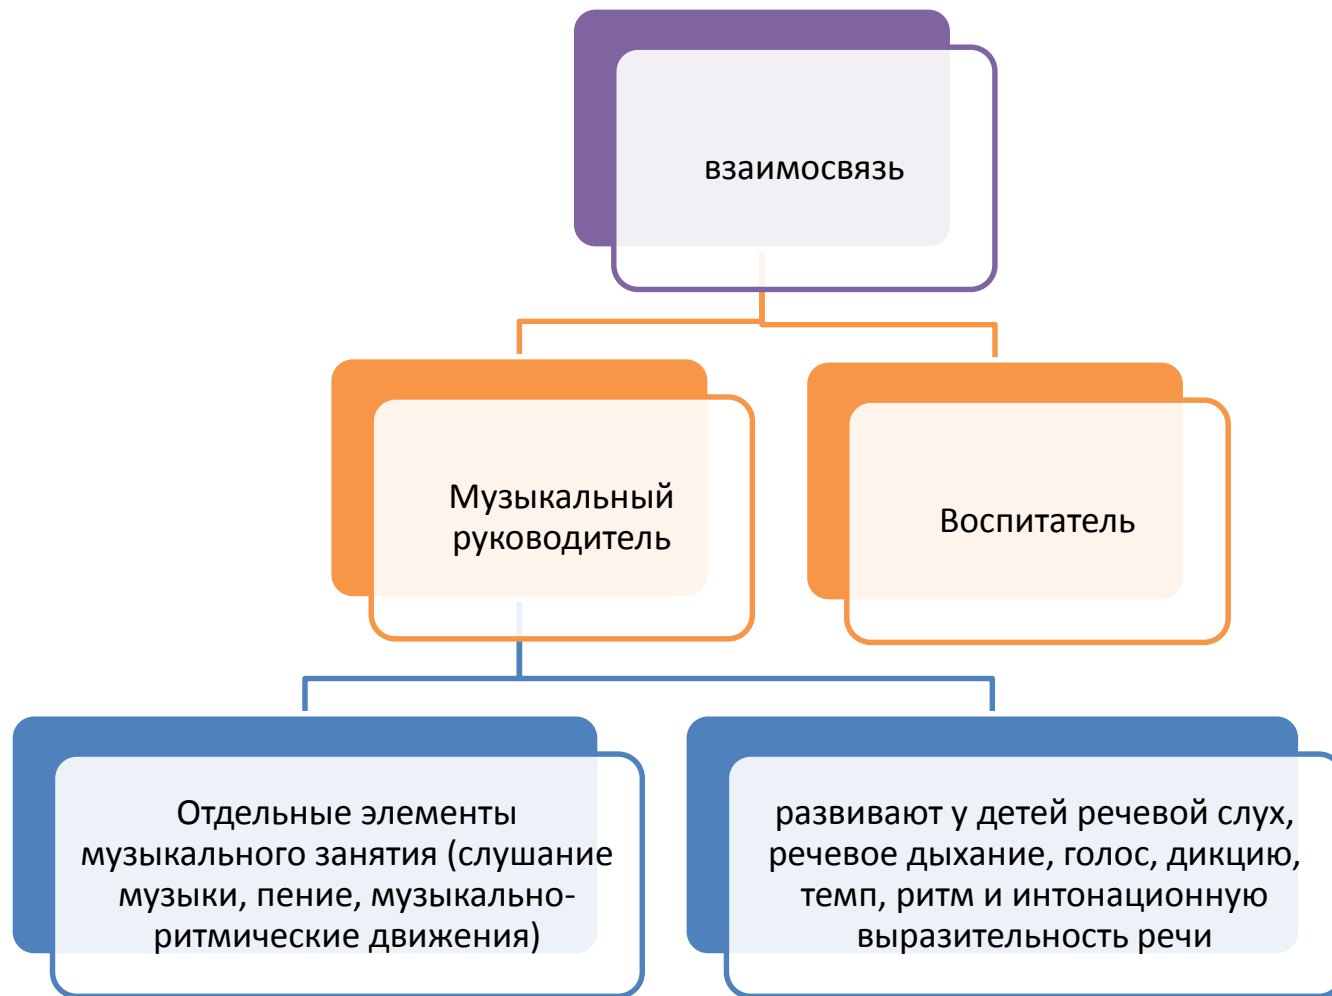 взаимосвязь
Музыкальный
руководитель
Воспитатель
Отдельные элементы
музыкального занятия (слушание
музыки, пение, музыкально-
ритмические движения)
развивают у детей речевой слух,
речевое дыхание, голос, дикцию,
темп, ритм и интонационную
выразительность речи